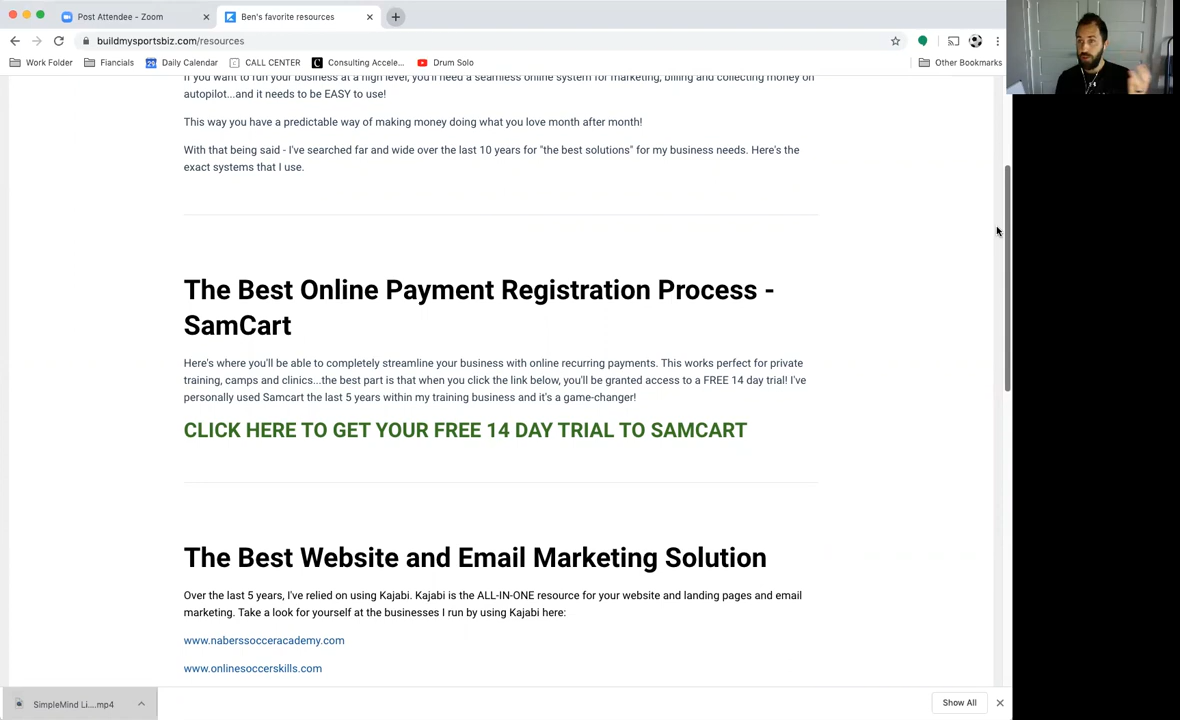 Post Attendee - Zoom
Ben's favorite resources
buildmysportsbiz.com/resources
Work Folder
Fiancials
Daily Calendar
CALL CENTER
Consulting Accele...
Drum Solo
Other Bookmarks
If you want to run your business at a high level, you'll need a seamless online system for marketing, billing and collecting money on
autopilot...and it needs to be EASY to use!
This way you have a predictable way of making money doing what you love month after month!
With that being said - I've searched far and wide over the last 10 years for "the best solutions" for my business needs. Here's the
exact systems that I use.
The Best Online Payment Registration Process -
SamCart
Here's where you'll be able to completely streamline your business with online recurring payments. This works perfect for private
training, camps and clinics...the best part is that when you click the link below, you'll be granted access to a FREE 14 day trial! I've
personally used Samcart the last 5 years within my training business and it's a game-changer!
CLICK HERE TO GET YOUR FREE 14 DAY TRIAL TO SAMCART
The Best Website and Email Marketing Solution
Over the last 5 years, I've relied on using Kajabi. Kajabi is the ALL-IN-ONE resource for your website and landing pages and email
marketing. Take a look for yourself at the businesses I run by using Kajabi here:
www.naberssocceracademy.com
www.onlinesoccerskills.com
SimpleMind Li....mp4
Show All